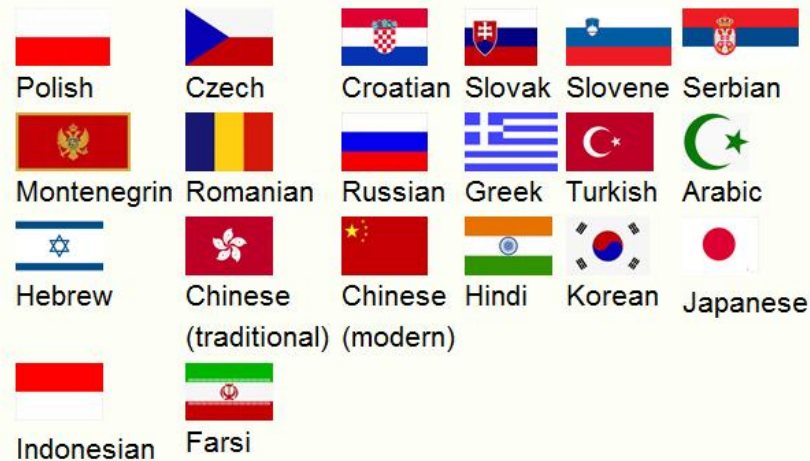 Polish Czech Croatian Slovak Slovene Serbian
Montenegrin Romanian Russian Greek Turkish Arabic
Hebrew Chinese Chinese Hindi Korean Japanese
(traditional) (modern)
Indonesian Farsi